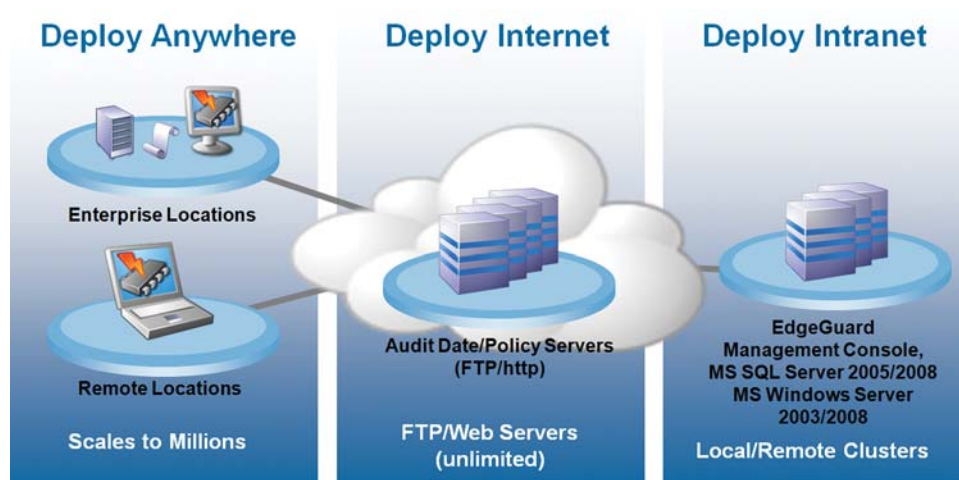 Deploy Anywhere
Enterprise Locations
Remote Locations
Scales to Millions
Deploy Internet
Audit Date/Policy Servers
(FTP/http)
FTP/Web Servers
(unlimited)
Deploy Intranet
EdgeGuard
Management Console,
MS SQL Server 2005/2008
MS Windows Server
2003/2008
Local/Remote Clusters